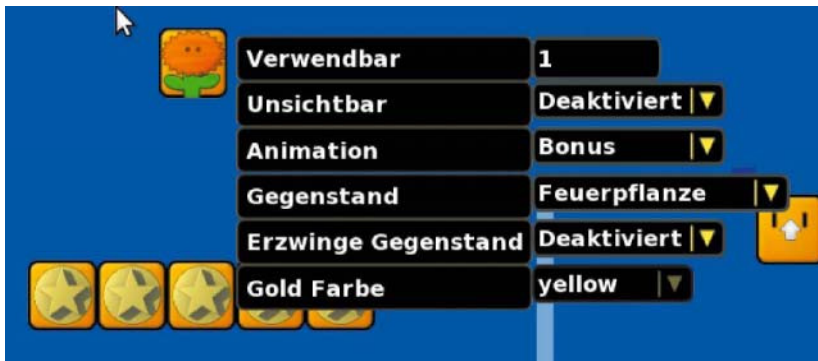 Verwendbar 1
Unsichtbar Deaktiviert
Animation Bonus
Gegenstand Feuerpflanze
Erzwinge Gegenstand Deaktiviert
Gold Farbe yellow